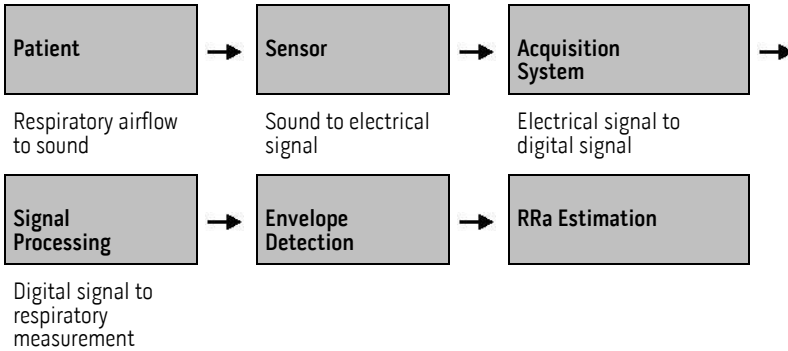 Patient
Sensor
Acquisition
System
Respiratory airflow
to sound
Sound to electrical
signal
Electrical signal to
digital signal
Signal
Processing
Envelope
Detection
RRa Estimation
Digital signal to
respiratory
measurement